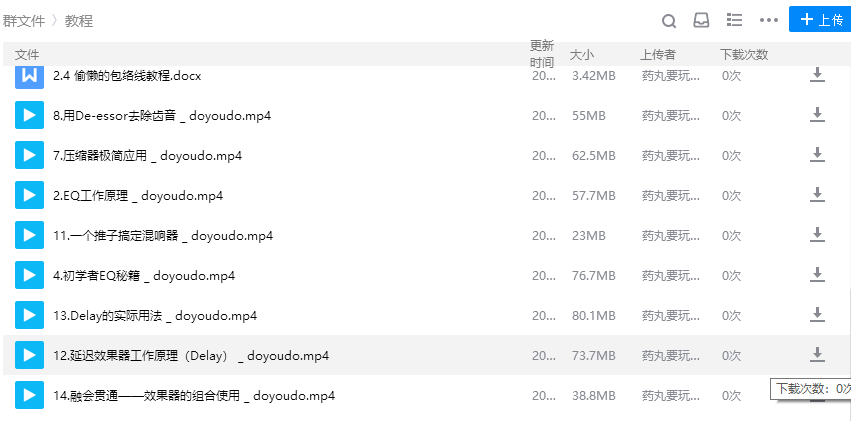 群文件 〉教程
上传
文件 更新时间 大小 上传者 下载次数
2.4 偷懒的包络线教程.docx 20... 3.42MB 药丸要玩... 0次
8.用De-essor去除齿音 _ doyoudo.mp4 20... 55MB 药丸要玩... 0次
7.压缩器极简应用 _ doyoudo.mp4 20... 62.5MB 药丸要玩... 0次
2.EQ工作原理 _ doyoudo.mp4 20... 57.7MB 药丸要玩... 0次
11.一个推子搞定混响器 _ doyoudo.mp4 20... 23MB 药丸要玩... 0次
4.初学者EQ秘籍 _ doyoudo.mp4 20... 76.7MB 药丸要玩... 0次
13.Delay的实际用法 _ doyoudo.mp4 20... 80.1MB 药丸要玩... 0次
12.延迟效果器工作原理（Delay） _ doyoudo.mp4 20... 73.7MB 药丸要玩... 0次
14.融会贯通——效果器的组合使用 _ doyoudo.mp4 20... 38.8MB 药丸要玩... 0次
下载次数：0次